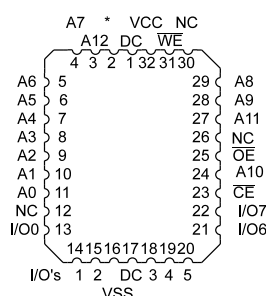 A7 * VCC NC
A12 DC W̅E̅
4 3 2 1 32 31 30
A6 5 29 A8
A5 6 28 A9
A4 7 27 A11
A3 8 26 NC
A2 9 25 O̅E̅
A1 10 24 A10
A0 11 23 C̅E̅
NC 12 22 I/O7
I/O0 13 21 I/O6
14 15 16 17 18 19 20
I/O's 1 2 DC 3 4 5
VSS